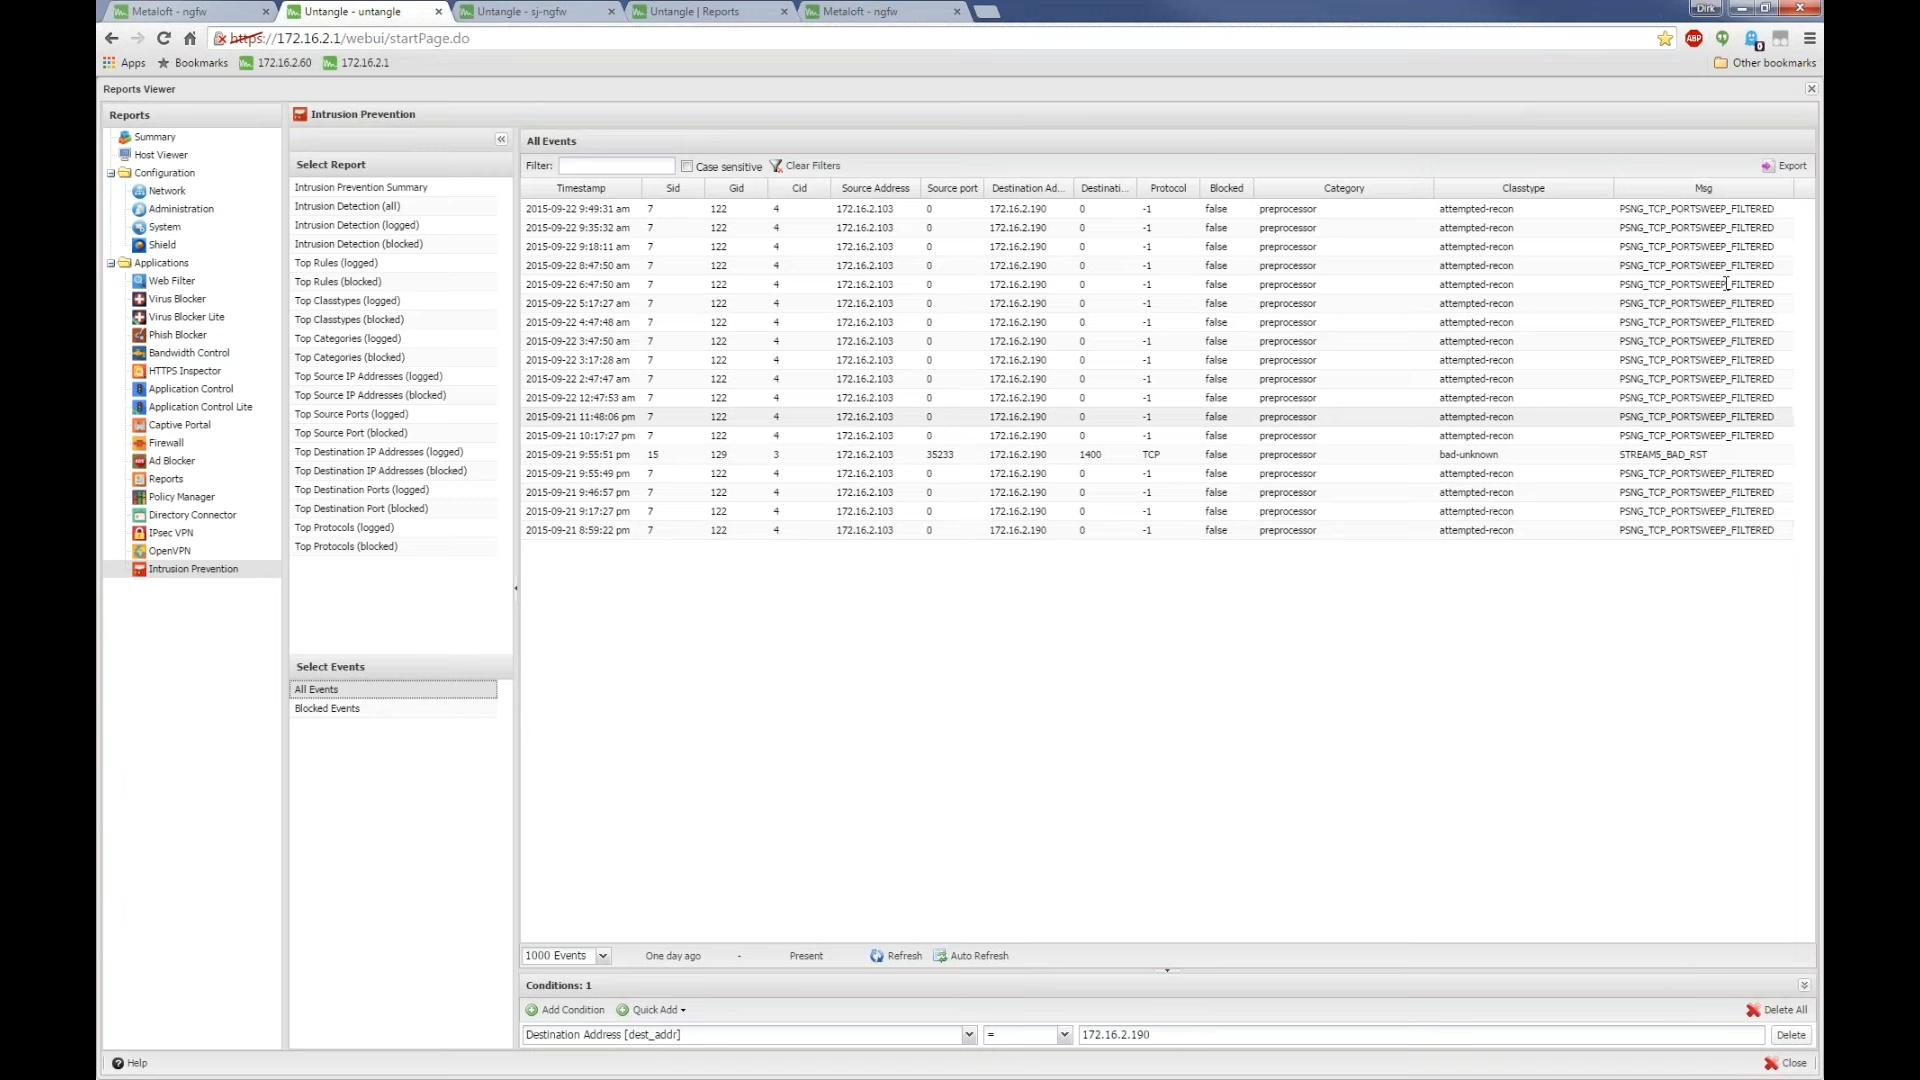 Metaloft - ngfw × Untangle - untangle × Untangle - sj-ngfw × Untangle | Reports × Metaloft - ngfw × Dirk
https://172.16.2.1/webui/startPage.do ABP 0
Apps Bookmarks 172.16.2.60 172.16.2.1 Other bookmarks
Reports Viewer
Reports
Summary
Host Viewer
Configuration
Network
Administration
System
Shield
Applications
Web Filter
Virus Blocker
Virus Blocker Lite
Phish Blocker
Bandwidth Control
HTTPS Inspector
Application Control
Application Control Lite
Captive Portal
Firewall
Ad Blocker
Reports
Policy Manager
Directory Connector
IPsec VPN
OpenVPN
Intrusion Prevention
Intrusion Prevention
Select Report
Intrusion Prevention Summary
Intrusion Detection (all)
Intrusion Detection (logged)
Intrusion Detection (blocked)
Top Rules (logged)
Top Rules (blocked)
Top Classtypes (logged)
Top Classtypes (blocked)
Top Categories (logged)
Top Categories (blocked)
Top Source IP Addresses (logged)
Top Source IP Addresses (blocked)
Top Source Ports (logged)
Top Source Port (blocked)
Top Destination IP Addresses (logged)
Top Destination IP Addresses (blocked)
Top Destination Ports (logged)
Top Destination Port (blocked)
Top Protocols (logged)
Top Protocols (blocked)
Select Events
All Events
Blocked Events
All Events
Filter: Case sensitive Clear Filters Export
Timestamp Sid Gid Cid Source Address Source port Destination Ad... Destinati... Protocol Blocked Category Classtype Msg
2015-09-22 9:49:31 am 7 122 4 172.16.2.103 0 172.16.2.190 0 -1 false preprocessor attempted-recon PSNG_TCP_PORTSWEEP_FILTERED
2015-09-22 9:35:32 am 7 122 4 172.16.2.103 0 172.16.2.190 0 -1 false preprocessor attempted-recon PSNG_TCP_PORTSWEEP_FILTERED
2015-09-22 9:18:11 am 7 122 4 172.16.2.103 0 172.16.2.190 0 -1 false preprocessor attempted-recon PSNG_TCP_PORTSWEEP_FILTERED
2015-09-22 8:47:50 am 7 122 4 172.16.2.103 0 172.16.2.190 0 -1 false preprocessor attempted-recon PSNG_TCP_PORTSWEEP_FILTERED
2015-09-22 6:47:50 am 7 122 4 172.16.2.103 0 172.16.2.190 0 -1 false preprocessor attempted-recon PSNG_TCP_PORTSWEEP_FILTERED
2015-09-22 5:17:27 am 7 122 4 172.16.2.103 0 172.16.2.190 0 -1 false preprocessor attempted-recon PSNG_TCP_PORTSWEEP_FILTERED
2015-09-22 4:47:48 am 7 122 4 172.16.2.103 0 172.16.2.190 0 -1 false preprocessor attempted-recon PSNG_TCP_PORTSWEEP_FILTERED
2015-09-22 3:47:50 am 7 122 4 172.16.2.103 0 172.16.2.190 0 -1 false preprocessor attempted-recon PSNG_TCP_PORTSWEEP_FILTERED
2015-09-22 3:17:28 am 7 122 4 172.16.2.103 0 172.16.2.190 0 -1 false preprocessor attempted-recon PSNG_TCP_PORTSWEEP_FILTERED
2015-09-22 2:47:47 am 7 122 4 172.16.2.103 0 172.16.2.190 0 -1 false preprocessor attempted-recon PSNG_TCP_PORTSWEEP_FILTERED
2015-09-22 12:47:53 am 7 122 4 172.16.2.103 0 172.16.2.190 0 -1 false preprocessor attempted-recon PSNG_TCP_PORTSWEEP_FILTERED
2015-09-21 11:48:06 pm 7 122 4 172.16.2.103 0 172.16.2.190 0 -1 false preprocessor attempted-recon PSNG_TCP_PORTSWEEP_FILTERED
2015-09-21 10:17:27 pm 7 122 4 172.16.2.103 0 172.16.2.190 0 -1 false preprocessor attempted-recon PSNG_TCP_PORTSWEEP_FILTERED
2015-09-21 9:55:51 pm 15 129 3 172.16.2.103 35233 172.16.2.190 1400 TCP false preprocessor bad-unknown STREAM5_BAD_RST
2015-09-21 9:55:49 pm 7 122 4 172.16.2.103 0 172.16.2.190 0 -1 false preprocessor attempted-recon PSNG_TCP_PORTSWEEP_FILTERED
2015-09-21 9:46:57 pm 7 122 4 172.16.2.103 0 172.16.2.190 0 -1 false preprocessor attempted-recon PSNG_TCP_PORTSWEEP_FILTERED
2015-09-21 9:17:27 pm 7 122 4 172.16.2.103 0 172.16.2.190 0 -1 false preprocessor attempted-recon PSNG_TCP_PORTSWEEP_FILTERED
2015-09-21 8:59:22 pm 7 122 4 172.16.2.103 0 172.16.2.190 0 -1 false preprocessor attempted-recon PSNG_TCP_PORTSWEEP_FILTERED
1000 Events One day ago - Present Refresh Auto Refresh
Conditions: 1
Add Condition Quick Add Delete All
Destination Address [dest_addr] = 172.16.2.190 Delete
Help Close